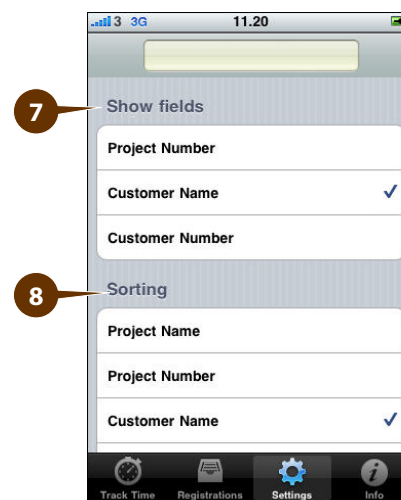 3 3G 11.20
7 Show fields
Project Number
Customer Name
Customer Number
8 Sorting
Project Name
Project Number
Customer Name
Track Time Registrations Settings Info